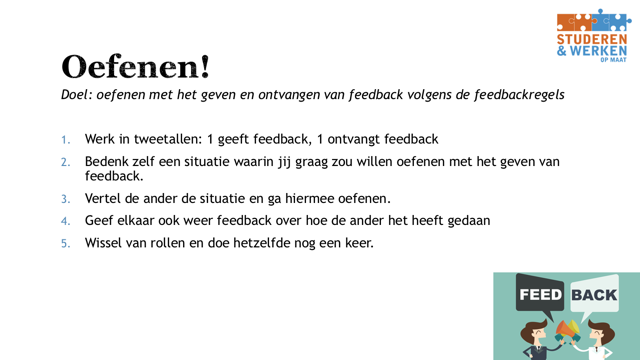 STUDEREN
& WERKEN
OP MAAT
Oefenen!
Doel: oefenen met het geven en ontvangen van feedback volgens de feedbackregels
1. Werk in tweetallen: 1 geeft feedback, 1 ontvangt feedback
2. Bedenk zelf een situatie waarin jij graag zou willen oefenen met het geven van
feedback.
3. Vertel de ander de situatie en ga hiermee oefenen.
4. Geef elkaar ook weer feedback over hoe de ander het heeft gedaan
5. Wissel van rollen en doe hetzelfde nog een keer.
FEED BACK